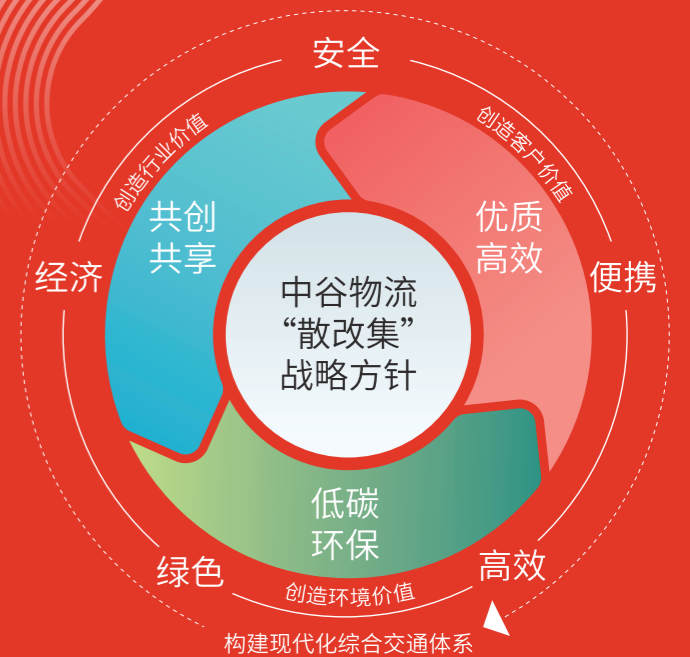 安全
创造行业价值
创造客户价值
共创
共享
优质
高效
经济
便携
中谷物流
“散改集”
战略方针
低碳
环保
绿色
高效
创造环境价值
构建现代化综合交通体系